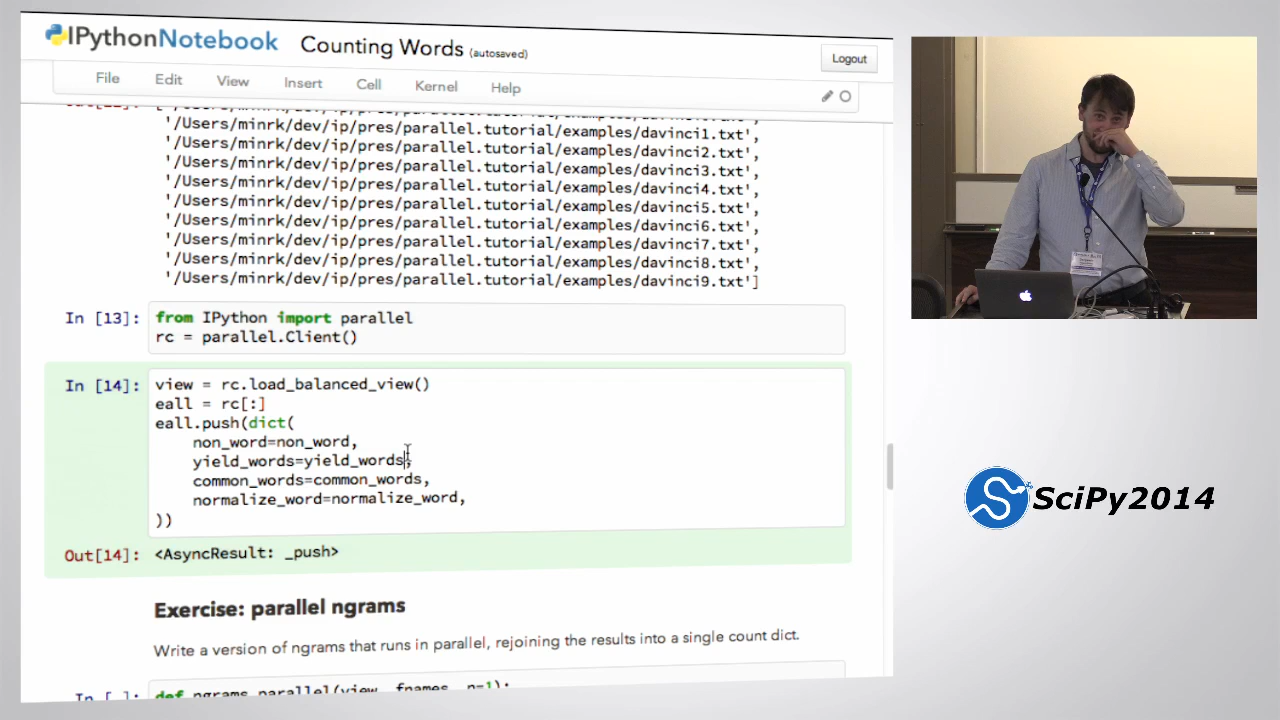 IPythonNotebook Counting Words (autosaved)
Logout
File Edit View Insert Cell Kernel Help
'/Users/minrk/dev/ip/pres/parallel.tutorial/examples/davinci1.txt',
'/Users/minrk/dev/ip/pres/parallel.tutorial/examples/davinci2.txt',
'/Users/minrk/dev/ip/pres/parallel.tutorial/examples/davinci3.txt',
'/Users/minrk/dev/ip/pres/parallel.tutorial/examples/davinci4.txt',
'/Users/minrk/dev/ip/pres/parallel.tutorial/examples/davinci5.txt',
'/Users/minrk/dev/ip/pres/parallel.tutorial/examples/davinci6.txt',
'/Users/minrk/dev/ip/pres/parallel.tutorial/examples/davinci7.txt',
'/Users/minrk/dev/ip/pres/parallel.tutorial/examples/davinci8.txt',
'/Users/minrk/dev/ip/pres/parallel.tutorial/examples/davinci9.txt']
In [13]: from IPython import parallel
rc = parallel.Client()
In [14]: view = rc.load_balanced_view()
eall = rc[:]
eall.push(dict(
non_word=non_word,
yield_words=yield_words,
common_words=common_words,
normalize_word=normalize_word,
))
Out[14]: <AsyncResult: _push>
Exercise: parallel ngrams
Write a version of ngrams that runs in parallel, rejoining the results into a single count dict.
In [ ]: def ngrams_parallel(view, fnames, n=1):
SciPy2014